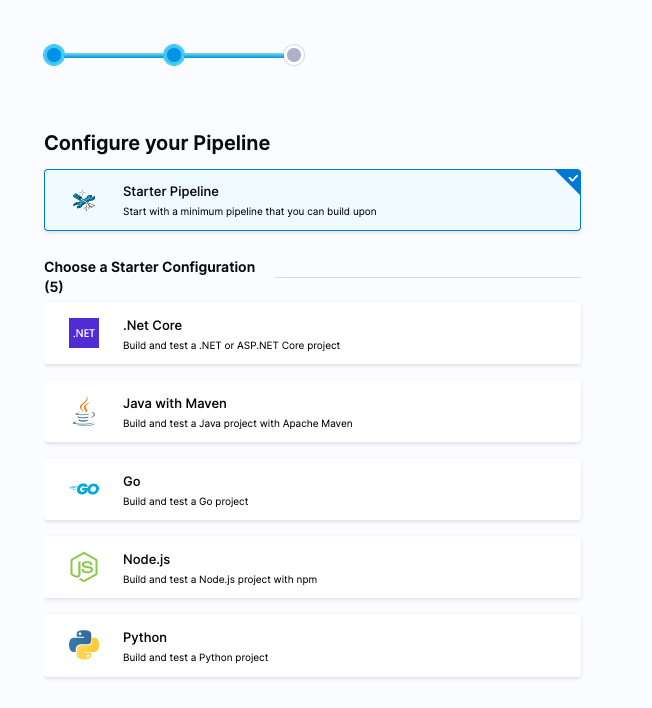 Configure your Pipeline
Starter Pipeline
Start with a minimum pipeline that you can build upon
Choose a Starter Configuration
(5)
.NET
.Net Core
Build and test a .NET or ASP.NET Core project
Java with Maven
Build and test a Java project with Apache Maven
GO
Go
Build and test a Go project
JS
Node.js
Build and test a Node.js project with npm
Python
Build and test a Python project